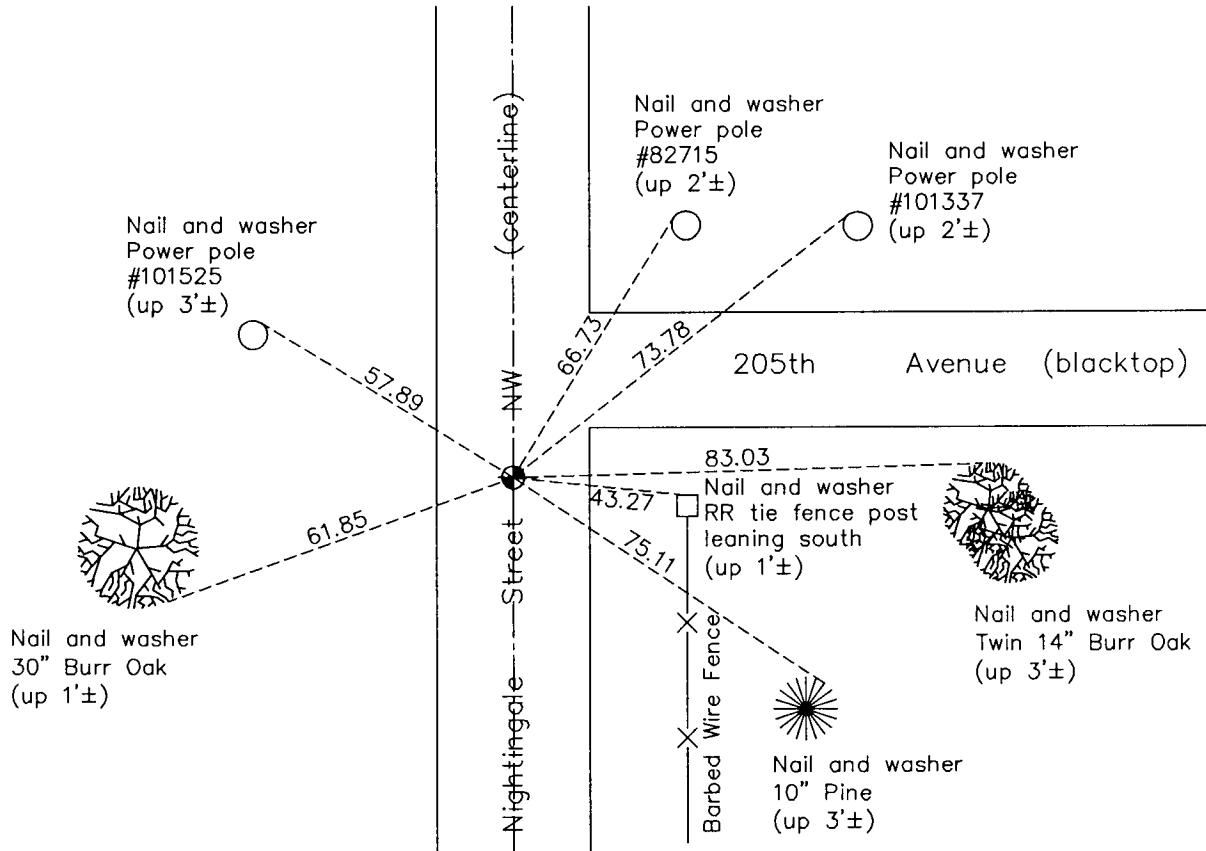 (centerline)
Nail and washer
Power pole
#82715
(up 2'±)
Nail and washer
Power pole
#101337
(up 2'±)
Nail and washer
Power pole
#101525
(up 3'±)
66.73
73.78
57.89
NW
205th Avenue (blacktop)
83.03
43.27
Nail and washer
RR tie fence post
leaning south
(up 1'±)
61.85
75.11
Street
Nail and washer
30" Burr Oak
(up 1'±)
Nail and washer
Twin 14" Burr Oak
(up 3'±)
Nightingale
Barbed Wire Fence
Nail and washer
10" Pine
(up 3'±)